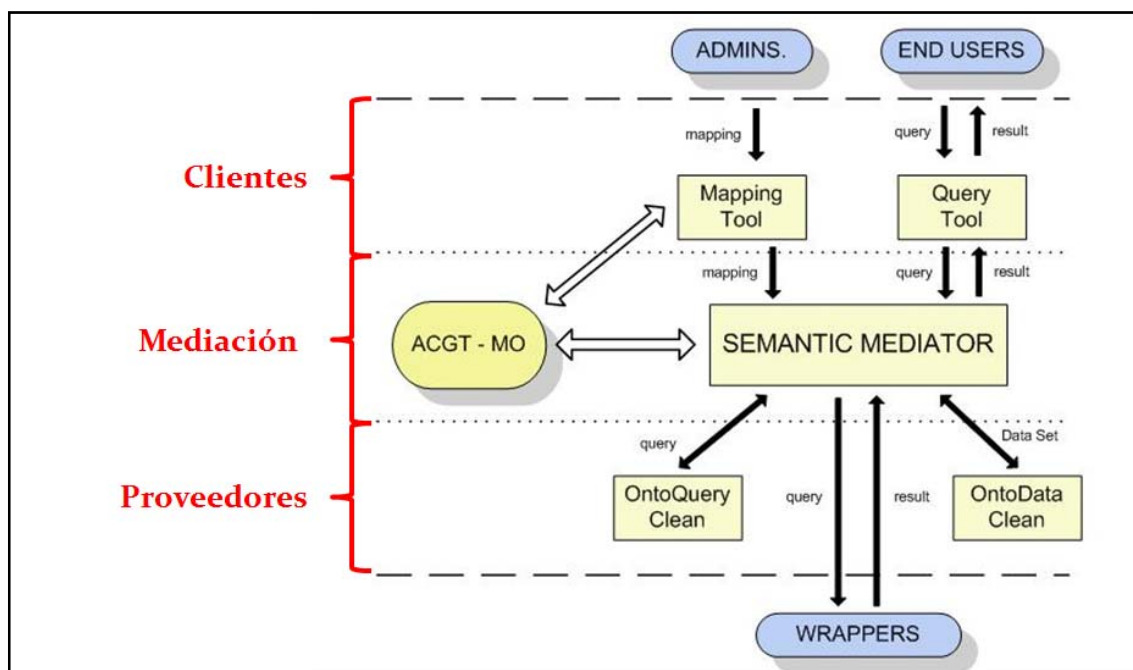 ADMINS.
END USERS
mapping
query
result
Clientes
Mapping
Tool
Query
Tool
mapping
query
result
Mediación
ACGT - MO
SEMANTIC MEDIATOR
query
Data Set
Proveedores
OntoQuery
Clean
query
result
OntoData
Clean
WRAPPERS